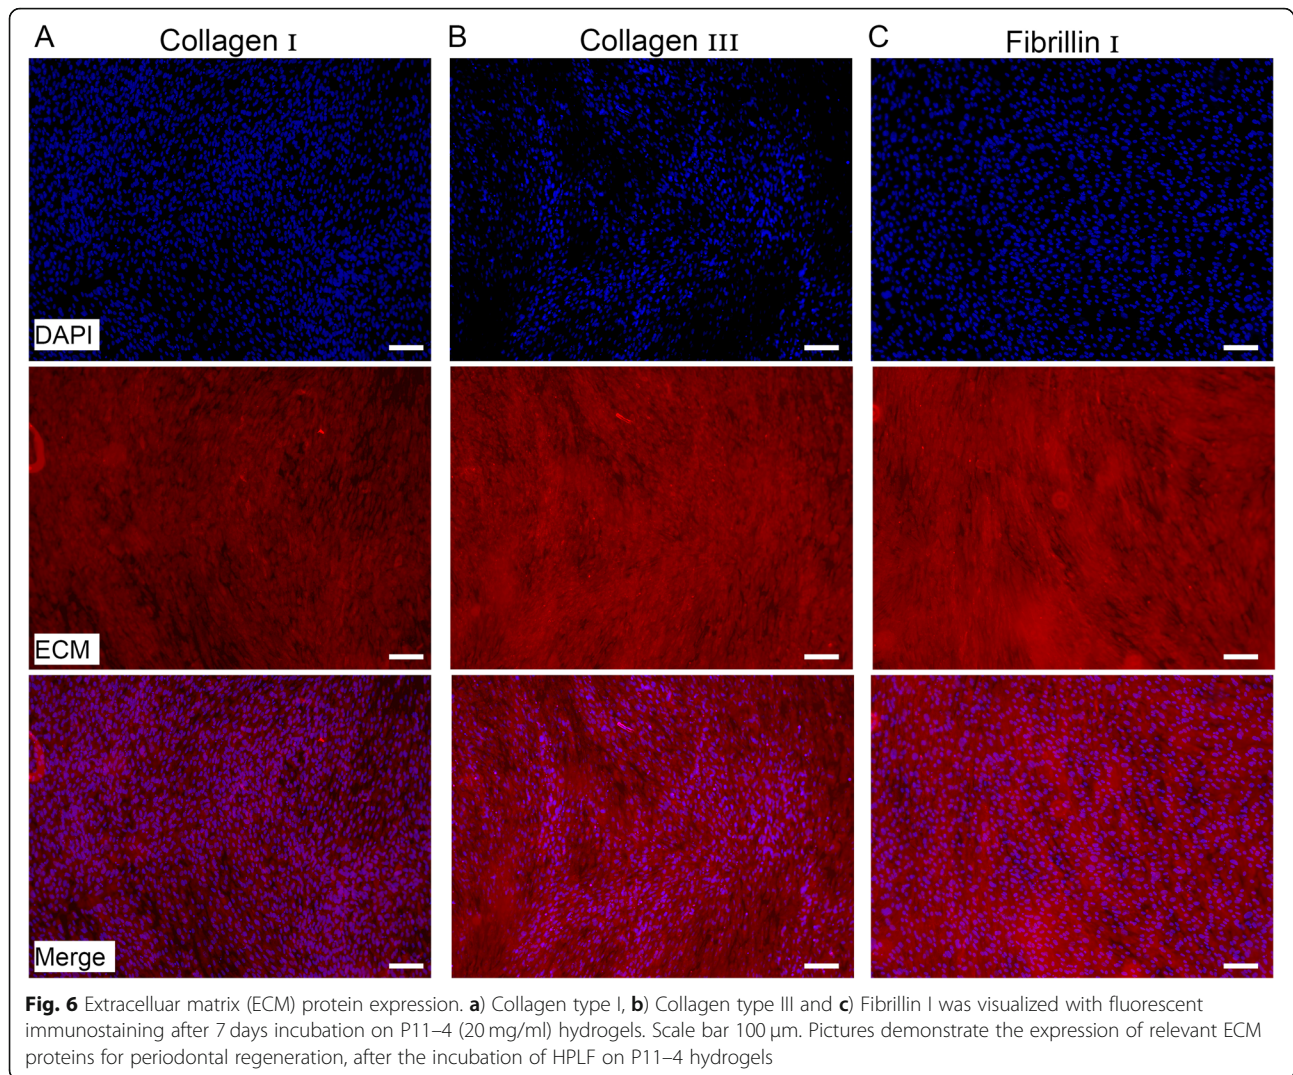 A Collagen I B Collagen III C Fibrillin I
DAPI
ECM
Merge
Fig. 6 Extracelluar matrix (ECM) protein expression. a) Collagen type I, b) Collagen type III and c) Fibrillin I was visualized with fluorescent
immunostaining after 7 days incubation on P11–4 (20 mg/ml) hydrogels. Scale bar 100 μm. Pictures demonstrate the expression of relevant ECM
proteins for periodontal regeneration, after the incubation of HPLF on P11–4 hydrogels